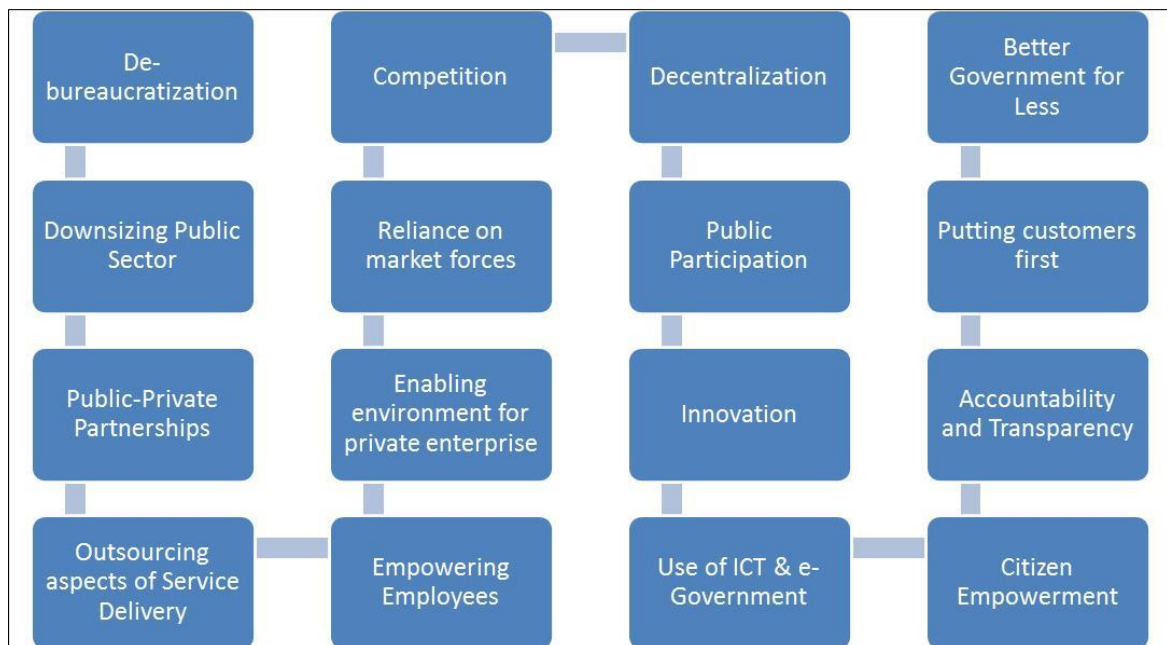 De-
bureaucratization
Downsizing Public
Sector
Public-Private
Partnerships
Outsourcing
aspects of Service
Delivery
Empowering
Employees
Enabling
environment for
private enterprise
Reliance on
market forces
Competition
Decentralization
Public
Participation
Innovation
Use of ICT & e-
Government
Citizen
Empowerment
Accountability
and Transparency
Putting customers
first
Better
Government for
Less